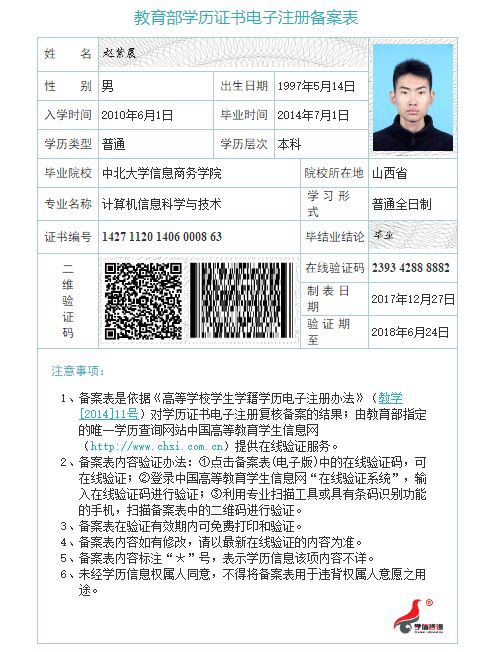 教育部学历证书电子注册备案表
姓 名 赵紫晨
性 别 男 出生日期 1997年5月14日
入学时间 2010年6月1日 毕业时间 2014年7月1日
学历类型 普通 学历层次 本科
毕业院校 中北大学信息商务学院 院校所在地 山西省
专业名称 计算机信息科学与技术 学习形式 普通全日制
证书编号 1427 1120 1406 0008 63 毕结业结论 毕业
二维验证码 在线验证码 2393 4288 8882
制表日期 2017年12月27日
验证期至 2018年6月24日
注意事项：
1、备案表是依据《高等学校学生学籍学历电子注册办法》（教学
[2014]11号）对学历证书电子注册复核备案的结果；由教育部指定
的唯一学历查询网站中国高等教育学生信息网
（http://www.chsi.com.cn）提供在线验证服务。
2、备案表内容验证办法：①点击备案表(电子版)中的在线验证码，可
在线验证；②登录中国高等教育学生信息网“在线验证系统”，输
入在线验证码进行验证；③利用专业扫描工具或具有条码识别功能
的手机，扫描备案表中的二维码进行验证。
3、备案表在验证有效期内可免费打印和验证。
4、备案表内容如有修改，请以最新在线验证的内容为准。
5、备案表内容标注“＊”号，表示学历信息该项内容不详。
6、未经学历信息权属人同意，不得将备案表用于违背权属人意愿之用
途。
学信咨询